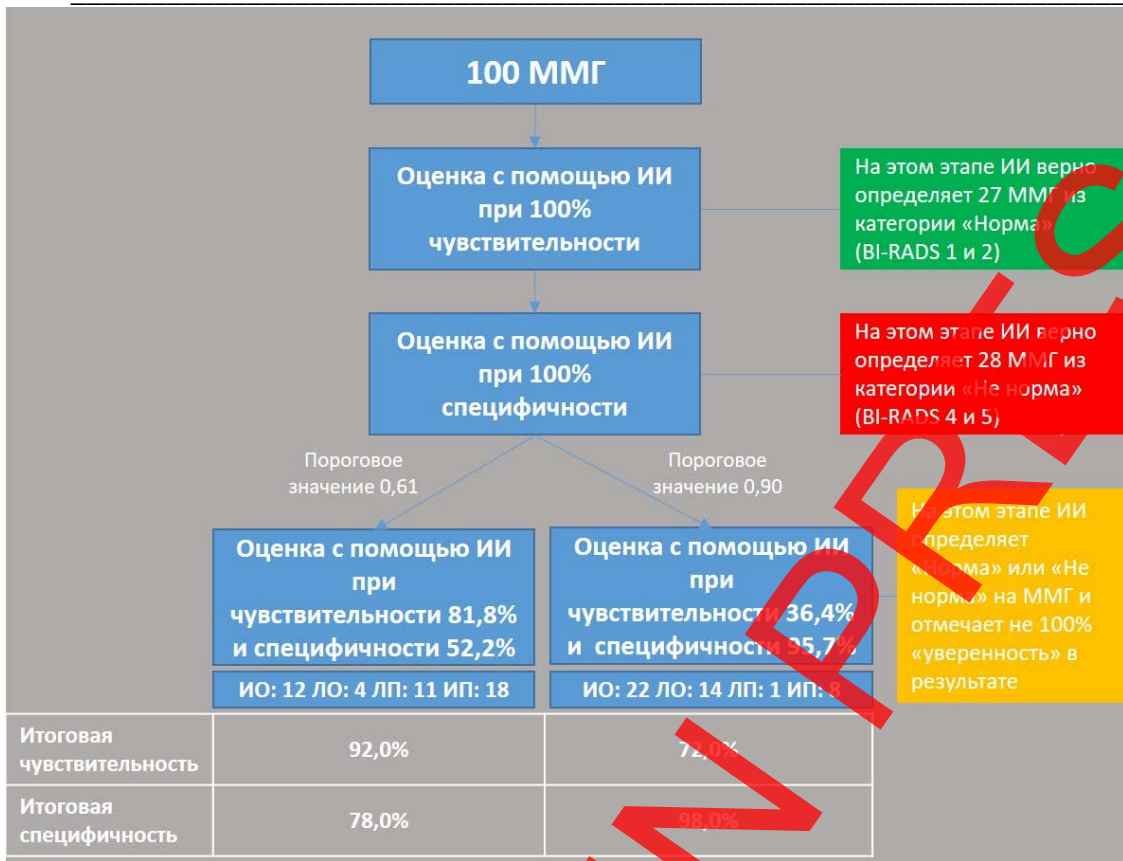 100 ММГ
Оценка с помощью ИИ
при 100%
чувствительности
На этом этапе ИИ верно
определяет 27 ММГ из
категории «Норма»
(BI-RADS 1 и 2)
Оценка с помощью ИИ
при 100%
специфичности
На этом этапе ИИ верно
определяет 28 ММГ из
категории «Не норма»
(BI-RADS 4 и 5)
Пороговое
значение 0,61
Пороговое
значение 0,90
Оценка с помощью ИИ
при
чувствительности 81,8%
и специфичности 52,2%
Оценка с помощью ИИ
при
чувствительности 36,4%
и специфичности 95,7%
На этом этапе ИИ
определяет
«Норма» или «Не
норма» на ММГ и
отмечает не 100%
«уверенность» в
результате
ИО: 12 ЛО: 4 ЛП: 11 ИП: 18
ИО: 22 ЛО: 14 ЛП: 1 ИП: 8
Итоговая
чувствительность
92,0%
72,0%
Итоговая
специфичность
78,0%
98,0%
N PRES